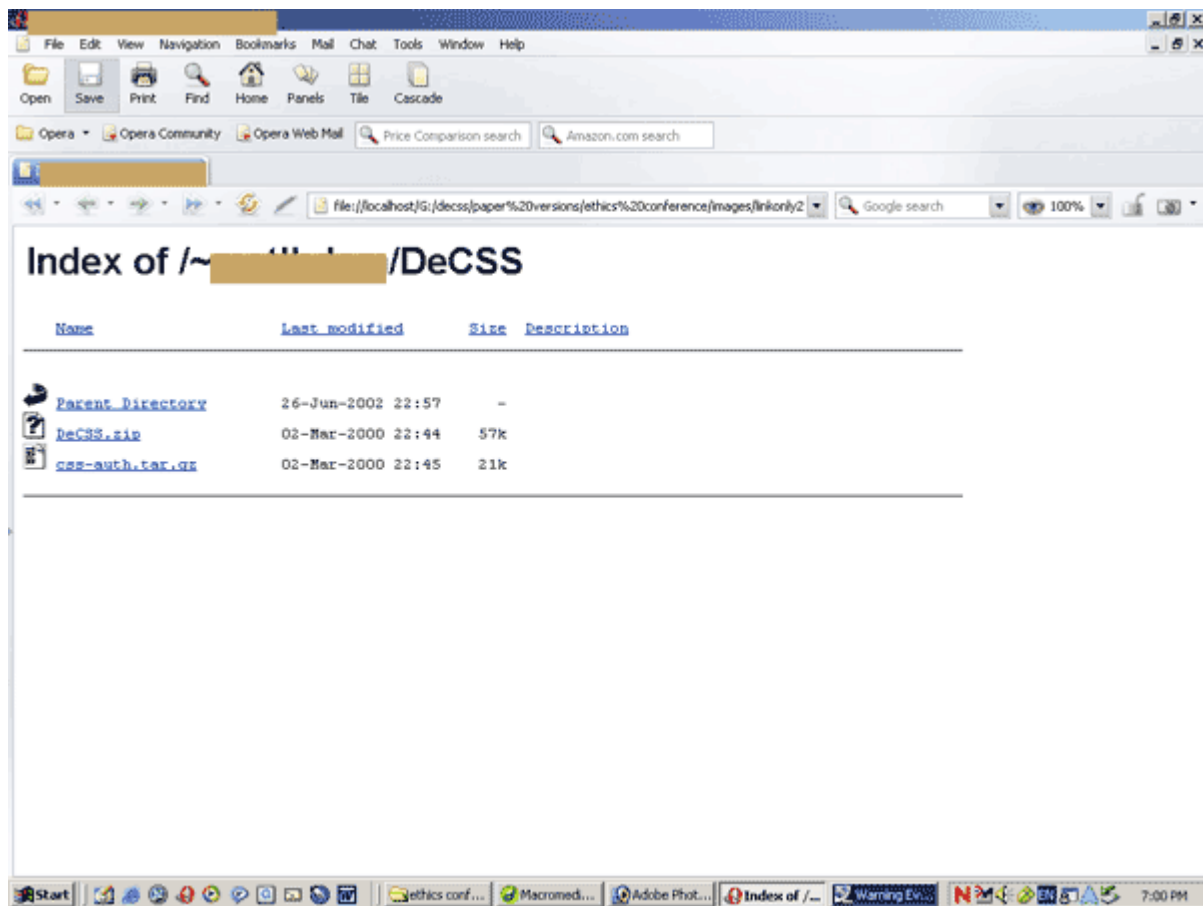 File Edit View Navigation Bookmarks Mail Chat Tools Window Help
Open Save Print Find Home Panels Tile Cascade
Opera Opera Community Opera Web Mail Price Comparison search Amazon.com search
file://localhost/G:/decss/paper%20versions/ethics%20conference/images/linkonly2 Google search 100%
Index of /~ /DeCSS
Name Last modified Size Description
Parent Directory 26-Jun-2002 22:57 -
DeCSS.zip 02-Mar-2000 22:44 57k
css-auth.tar.gz 02-Mar-2000 22:45 21k
Start ethics conf... Macromed... Adobe Phot... Index of /... EN 7:00 PM